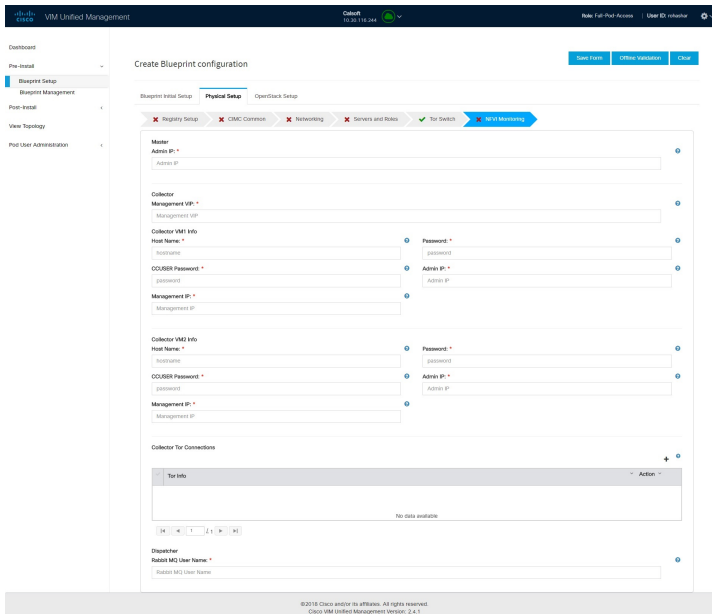 CISCO VIM Unified Management
Calsoft
10.30.116.244
Role: Full-Pod-Access | User ID: rohaskar
Dashboard
Pre-Install
Blueprint Setup
Blueprint Management
Post-Install
View Topology
Pod User Administration
Create Blueprint configuration
Save Form Offline Validation Clear
Blueprint Initial Setup Physical Setup OpenStack Setup
Registry Setup CIMC Common Networking Servers and Roles Tor Switch NFVI Monitoring
Master
Admin IP: *
Admin IP
Collector
Management VIP: *
Management VIP
Collector VM1 Info
Host Name: * Password: *
hostname password
CCUSER Password: * Admin IP: *
password Admin IP
Management IP: *
Management IP
Collector VM2 Info
Host Name: * Password: *
hostname password
CCUSER Password: * Admin IP: *
password Admin IP
Management IP: *
Management IP
Collector Tor Connections
Tor Info Action
No data available
1 / 1
Dispatcher
Rabbit MQ User Name: *
Rabbit MQ User Name
©2018 Cisco and/or its affiliates. All rights reserved.
Cisco VIM Unified Management Version: 2.4.1